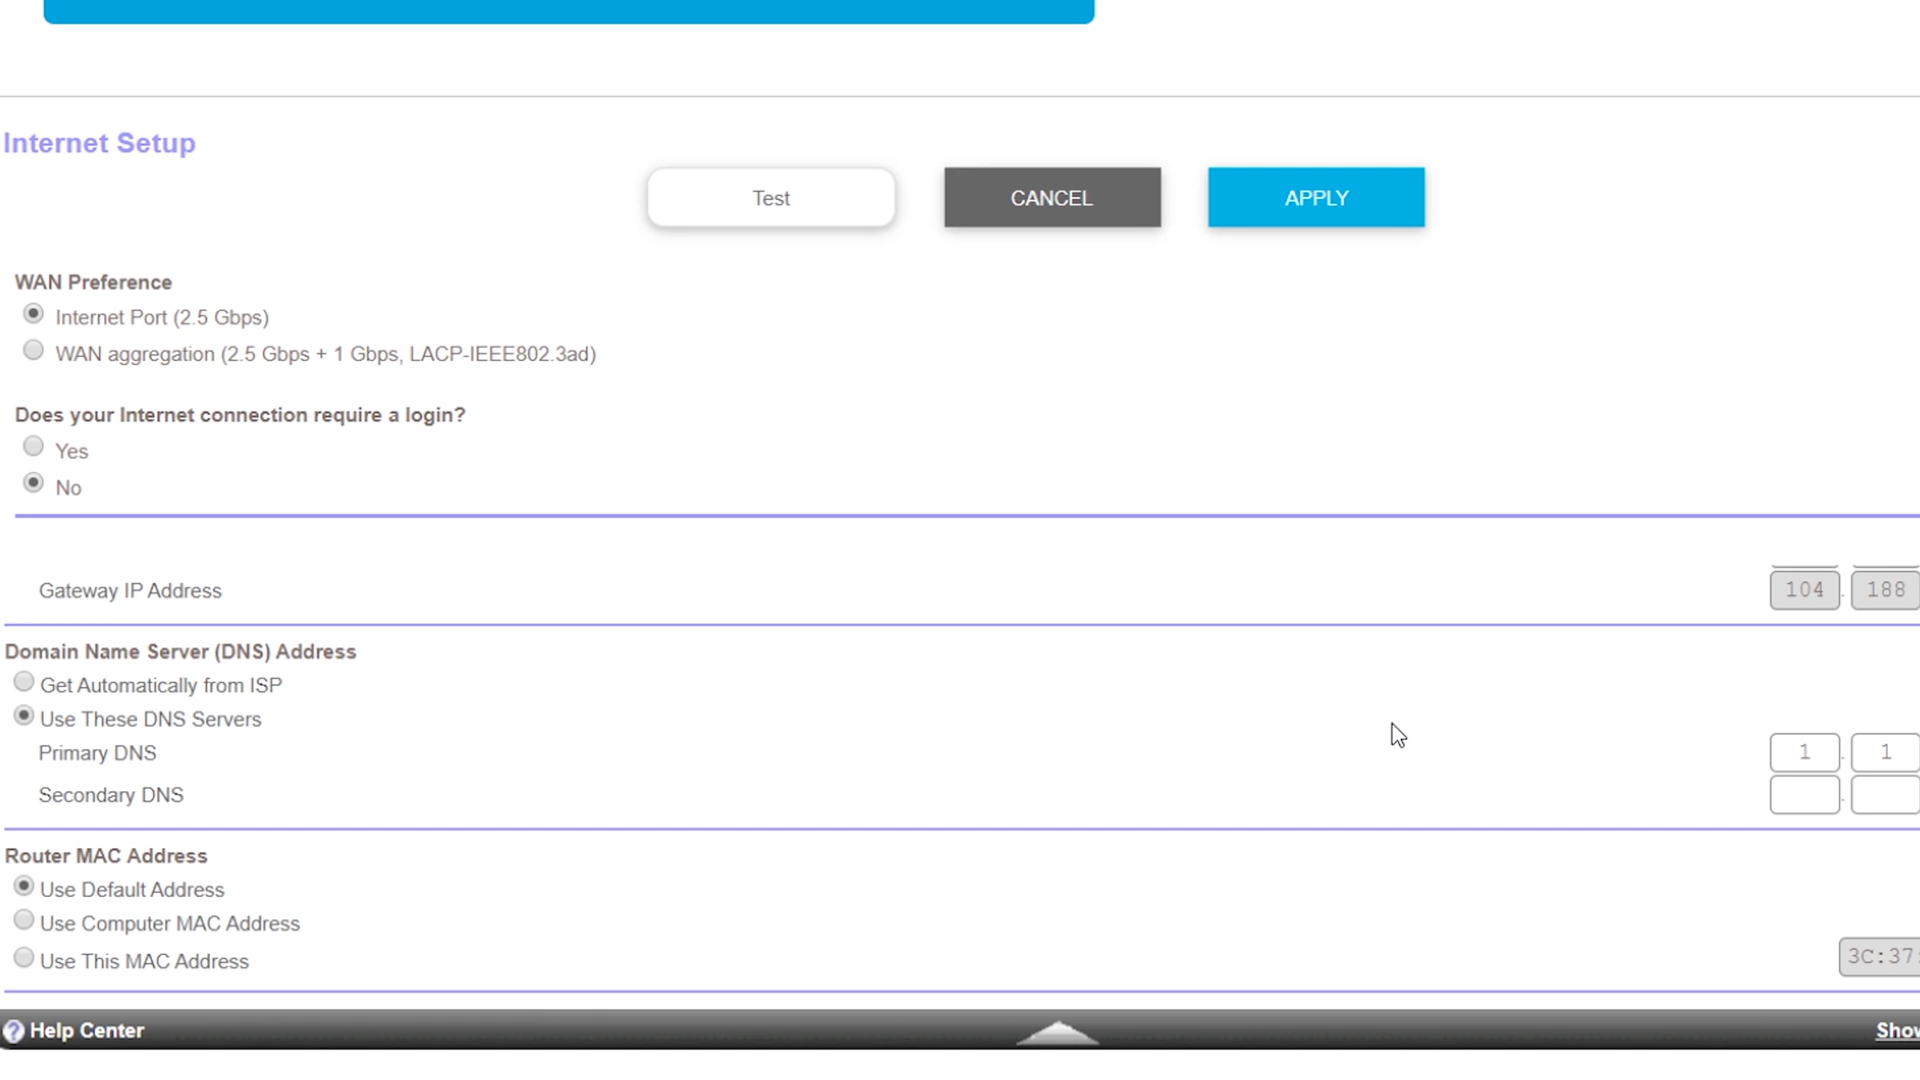 Internet Setup
Test
CANCEL
APPLY
WAN Preference
Internet Port (2.5 Gbps)
WAN aggregation (2.5 Gbps + 1 Gbps, LACP-IEEE802.3ad)
Does your Internet connection require a login?
Yes
No
Gateway IP Address 104 . 188
Domain Name Server (DNS) Address
Get Automatically from ISP
Use These DNS Servers
Primary DNS 1 . 1
Secondary DNS .
Router MAC Address
Use Default Address
Use Computer MAC Address
Use This MAC Address 3C:37:
? Help Center Show